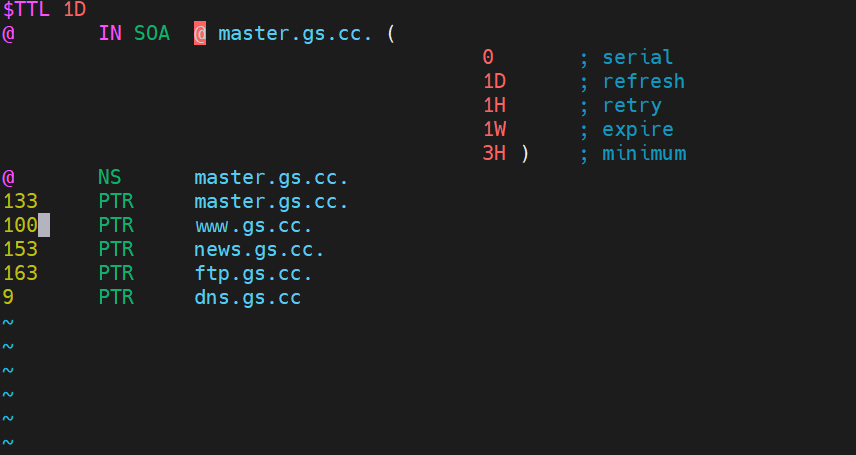 $TTL 1D
@       IN SOA  @ master.gs.cc. (
                                        0       ; serial
                                        1D      ; refresh
                                        1H      ; retry
                                        1W      ; expire
                                        3H )    ; minimum
@       NS      master.gs.cc.
133     PTR     master.gs.cc.
100     PTR     www.gs.cc.
153     PTR     news.gs.cc.
163     PTR     ftp.gs.cc.
9       PTR     dns.gs.cc
~
~
~
~
~
~